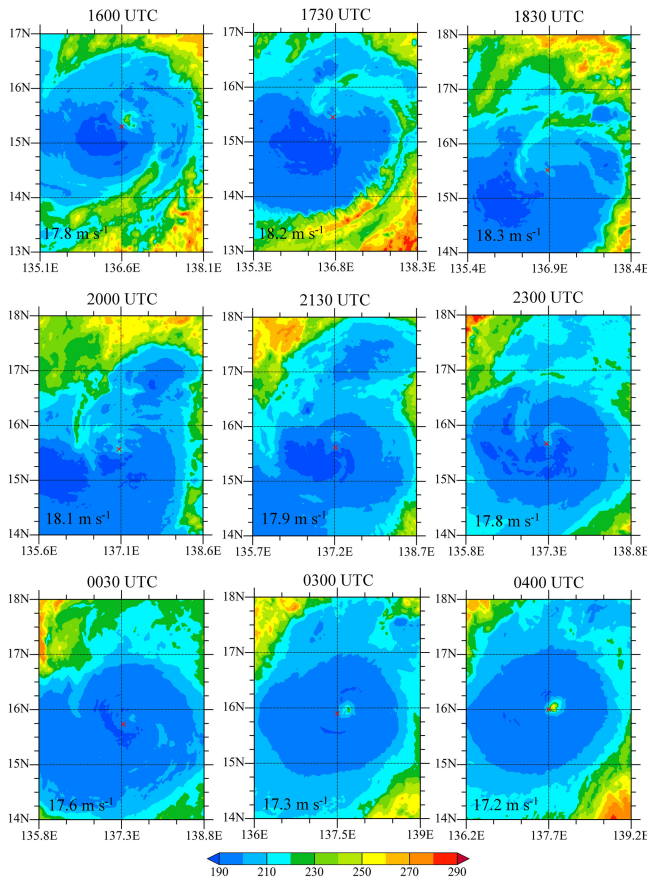 1600 UTC
1730 UTC
1830 UTC
17N
16N
15N
14N
13N
17.8 m s-1
135.1E 136.6E 138.1E
17N
16N
15N
14N
13N
18.2 m s-1
135.3E 136.8E 138.3E
18N
17N
16N
15N
14N
18.3 m s-1
135.4E 136.9E 138.4E
2000 UTC
2130 UTC
2300 UTC
18N
17N
16N
15N
14N
18.1 m s-1
135.6E 137.1E 138.6E
18N
17N
16N
15N
14N
17.9 m s-1
135.7E 137.2E 138.7E
18N
17N
16N
15N
14N
17.8 m s-1
135.8E 137.3E 138.8E
0030 UTC
0300 UTC
0400 UTC
18N
17N
16N
15N
14N
17.6 m s-1
135.8E 137.3E 138.8E
18N
17N
16N
15N
14N
17.3 m s-1
136E 137.5E 139E
18N
17N
16N
15N
14N
17.2 m s-1
136.2E 137.7E 139.2E
190 210 230 250 270 290